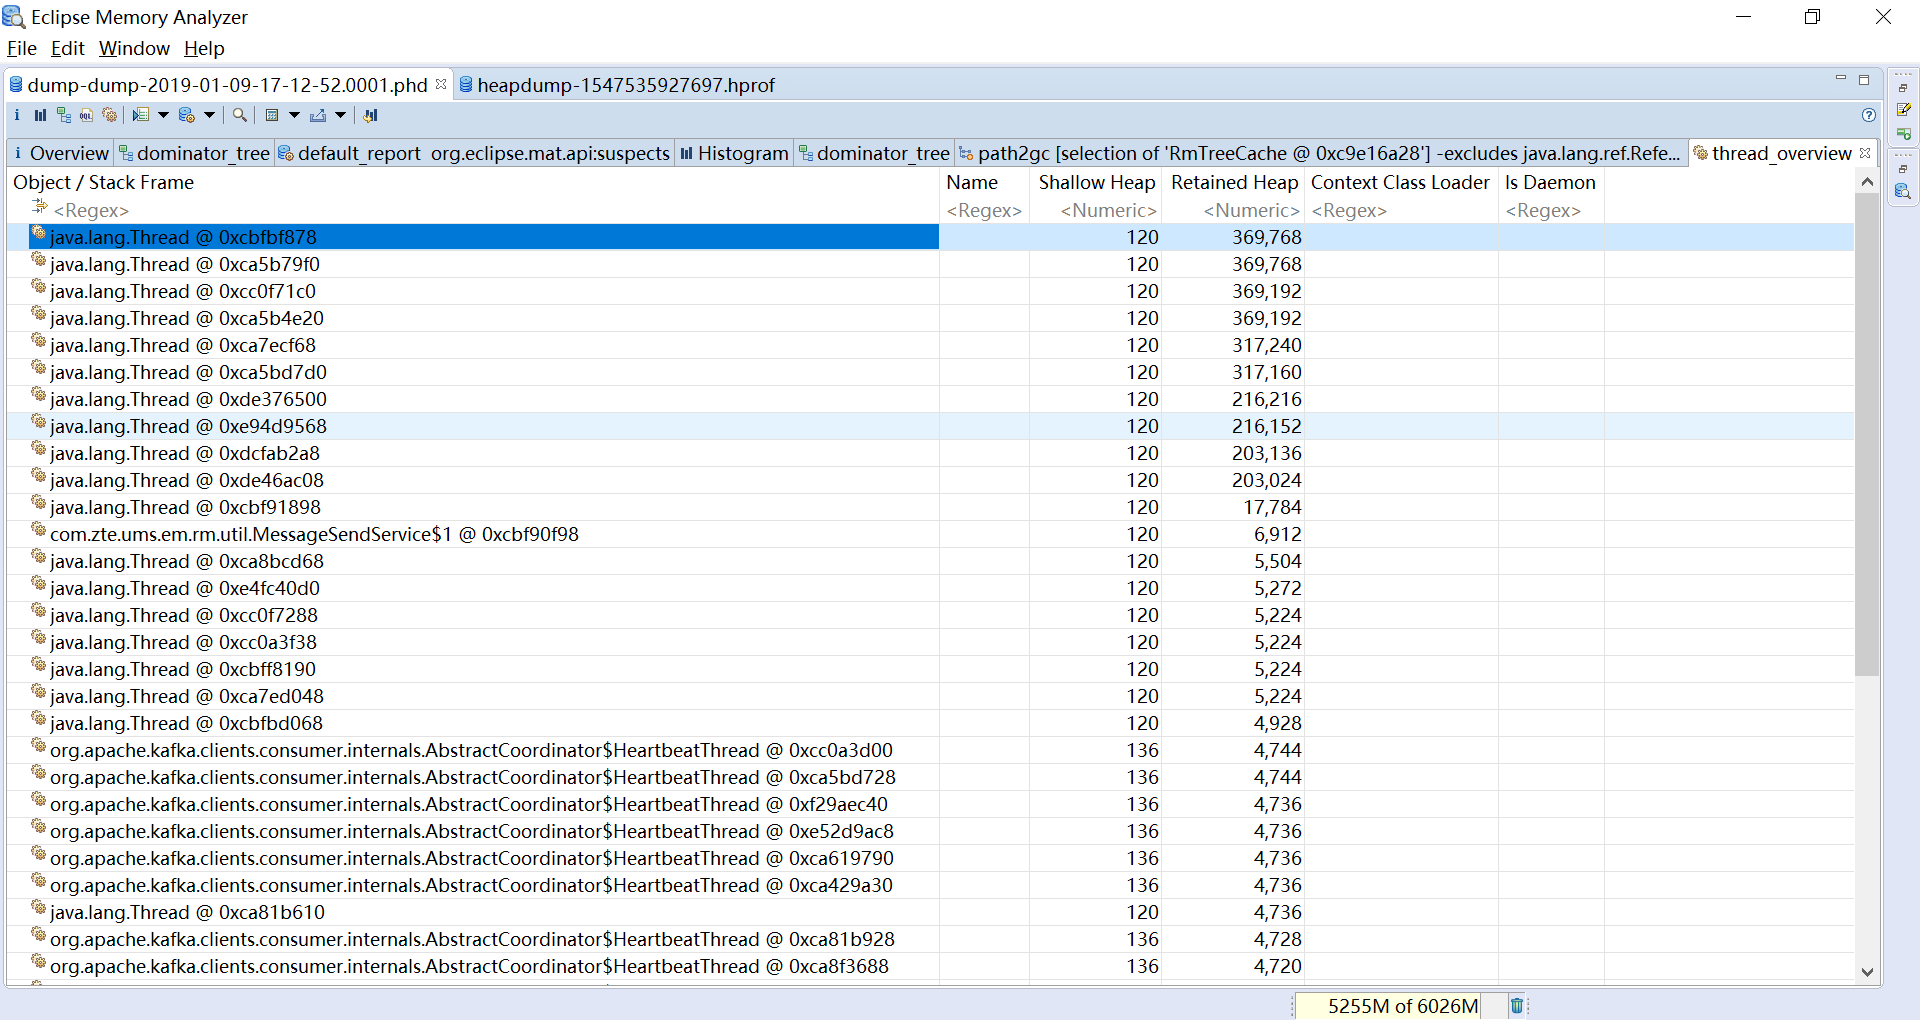 Eclipse Memory Analyzer
File Edit Window Help
dump-dump-2019-01-09-17-12-52.0001.phd heapdump-1547535927697.hprof
i Overview dominator_tree default_report org.eclipse.mat.api:suspects Histogram dominator_tree path2gc [selection of 'RmTreeCache @ 0xc9e16a28'] -excludes java.lang.ref.Refe... thread_overview
Object / Stack Frame Name Shallow Heap Retained Heap Context Class Loader Is Daemon
<Regex> <Regex> <Numeric> <Numeric> <Regex> <Regex>
java.lang.Thread @ 0xcbfbf878 120 369,768
java.lang.Thread @ 0xca5b79f0 120 369,768
java.lang.Thread @ 0xcc0f71c0 120 369,192
java.lang.Thread @ 0xca5b4e20 120 369,192
java.lang.Thread @ 0xca7ecf68 120 317,240
java.lang.Thread @ 0xca5bd7d0 120 317,160
java.lang.Thread @ 0xde376500 120 216,216
java.lang.Thread @ 0xe94d9568 120 216,152
java.lang.Thread @ 0xdcfab2a8 120 203,136
java.lang.Thread @ 0xde46ac08 120 203,024
java.lang.Thread @ 0xcbf91898 120 17,784
com.zte.ums.em.rm.util.MessageSendService$1 @ 0xcbf90f98 120 6,912
java.lang.Thread @ 0xca8bcd68 120 5,504
java.lang.Thread @ 0xe4fc40d0 120 5,272
java.lang.Thread @ 0xcc0f7288 120 5,224
java.lang.Thread @ 0xcc0a3f38 120 5,224
java.lang.Thread @ 0xcbff8190 120 5,224
java.lang.Thread @ 0xca7ed048 120 5,224
java.lang.Thread @ 0xcbfbd068 120 4,928
org.apache.kafka.clients.consumer.internals.AbstractCoordinator$HeartbeatThread @ 0xcc0a3d00 136 4,744
org.apache.kafka.clients.consumer.internals.AbstractCoordinator$HeartbeatThread @ 0xca5bd728 136 4,744
org.apache.kafka.clients.consumer.internals.AbstractCoordinator$HeartbeatThread @ 0xf29aec40 136 4,736
org.apache.kafka.clients.consumer.internals.AbstractCoordinator$HeartbeatThread @ 0xe52d9ac8 136 4,736
org.apache.kafka.clients.consumer.internals.AbstractCoordinator$HeartbeatThread @ 0xca619790 136 4,736
org.apache.kafka.clients.consumer.internals.AbstractCoordinator$HeartbeatThread @ 0xca429a30 136 4,736
java.lang.Thread @ 0xca81b610 120 4,736
org.apache.kafka.clients.consumer.internals.AbstractCoordinator$HeartbeatThread @ 0xca81b928 136 4,728
org.apache.kafka.clients.consumer.internals.AbstractCoordinator$HeartbeatThread @ 0xca8f3688 136 4,720
5255M of 6026M